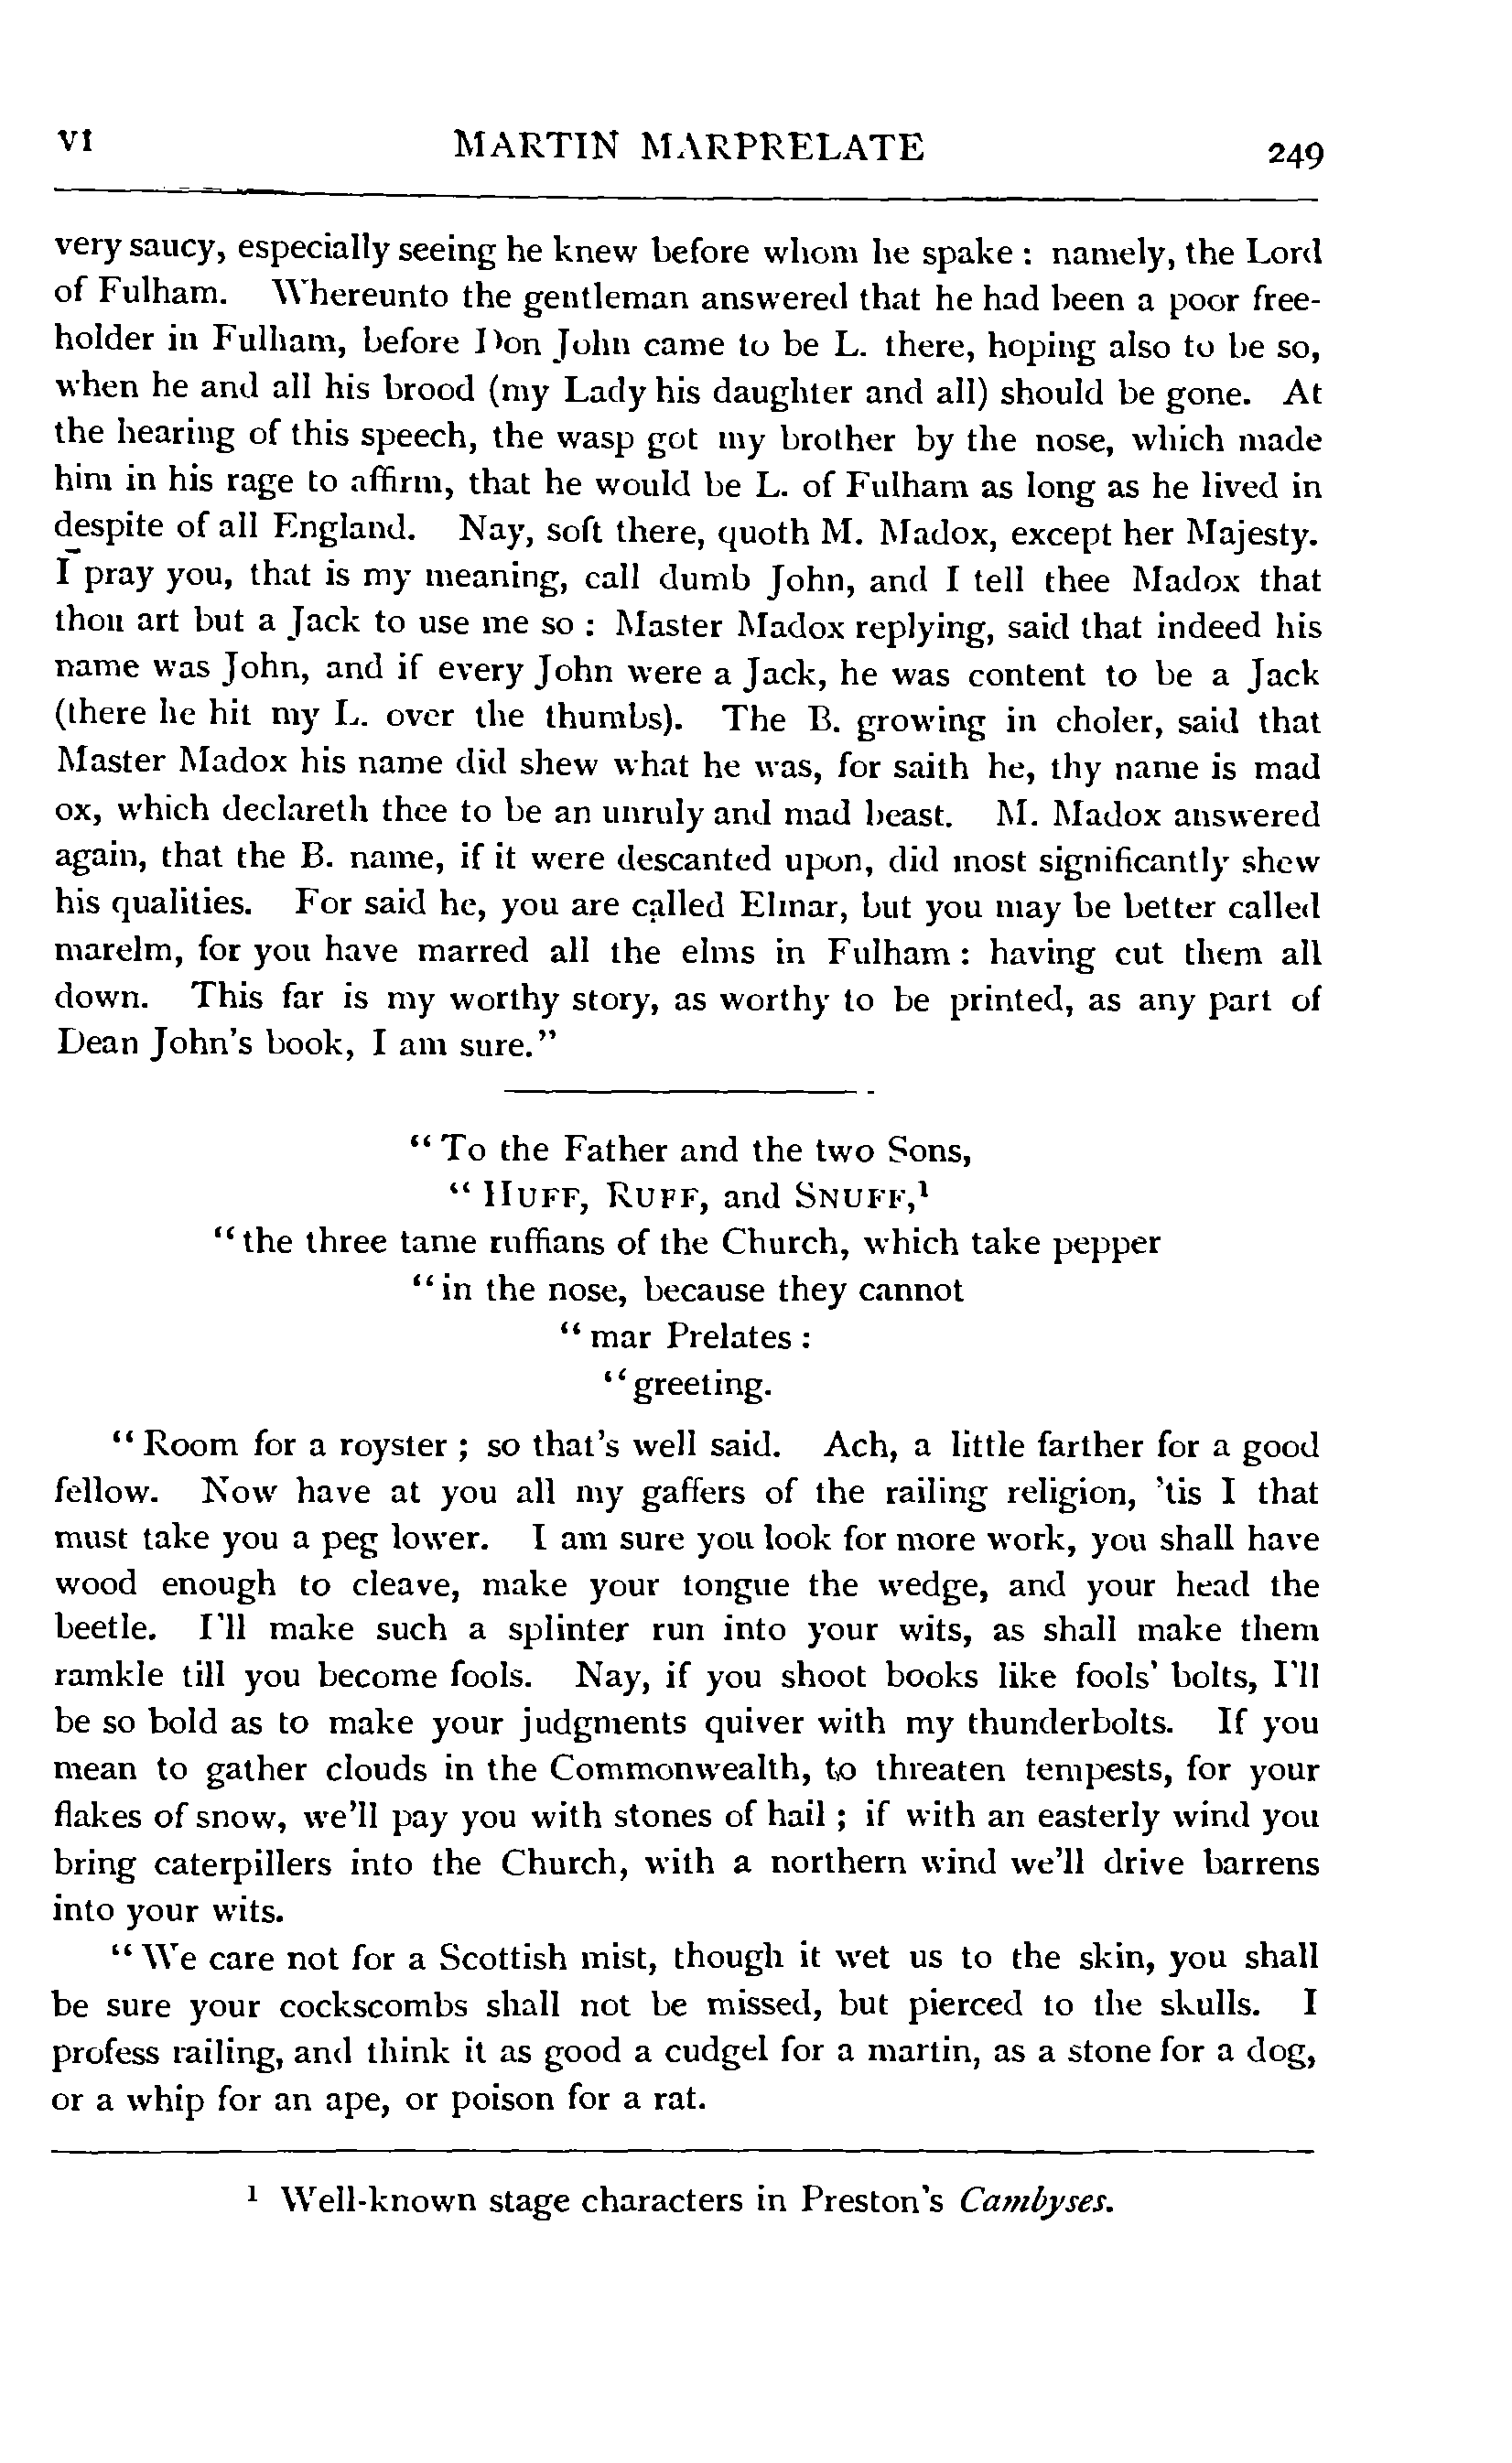 VI MARTIN MARPRELATE 249
very saucy, especially seeing he knew before whom he spake : namely, the Lord
of Fulham. Whereunto the gentleman answered that he had been a poor free-
holder in Fulham, before Don John came to be L. there, hoping also to be so,
when he and all his brood (my Lady his daughter and all) should be gone. At
the hearing of this speech, the wasp got my brother by the nose, which made
him in his rage to affirm, that he would be L. of Fulham as long as he lived in
despite of all England. Nay, soft there, quoth M. Madox, except her Majesty.
I pray you, that is my meaning, call dumb John, and I tell thee Madox that
thou art but a Jack to use me so : Master Madox replying, said that indeed his
name was John, and if every John were a Jack, he was content to be a Jack
(there he hit my L. over the thumbs). The B. growing in choler, said that
Master Madox his name did shew what he was, for saith he, thy name is mad
ox, which declareth thee to be an unruly and mad beast. M. Madox answered
again, that the B. name, if it were descanted upon, did most significantly shew
his qualities. For said he, you are called Elmar, but you may be better called
marelm, for you have marred all the elms in Fulham : having cut them all
down. This far is my worthy story, as worthy to be printed, as any part of
Dean John's book, I am sure."
" To the Father and the two Sons,
" HUFF, RUFF, and SNUFF,¹
" the three tame ruffians of the Church, which take pepper
" in the nose, because they cannot
" mar Prelates :
" greeting.
" Room for a royster ; so that's well said. Ach, a little farther for a good
fellow. Now have at you all my gaffers of the railing religion, 'tis I that
must take you a peg lower. I am sure you look for more work, you shall have
wood enough to cleave, make your tongue the wedge, and your head the
beetle. I'll make such a splinter run into your wits, as shall make them
ramkle till you become fools. Nay, if you shoot books like fools' bolts, I'll
be so bold as to make your judgments quiver with my thunderbolts. If you
mean to gather clouds in the Commonwealth, to threaten tempests, for your
flakes of snow, we'll pay you with stones of hail ; if with an easterly wind you
bring caterpillers into the Church, with a northern wind we'll drive barrens
into your wits.
" We care not for a Scottish mist, though it wet us to the skin, you shall
be sure your cockscombs shall not be missed, but pierced to the skulls. I
profess railing, and think it as good a cudgel for a martin, as a stone for a dog,
or a whip for an ape, or poison for a rat.
¹ Well-known stage characters in Preston's Cambyses.